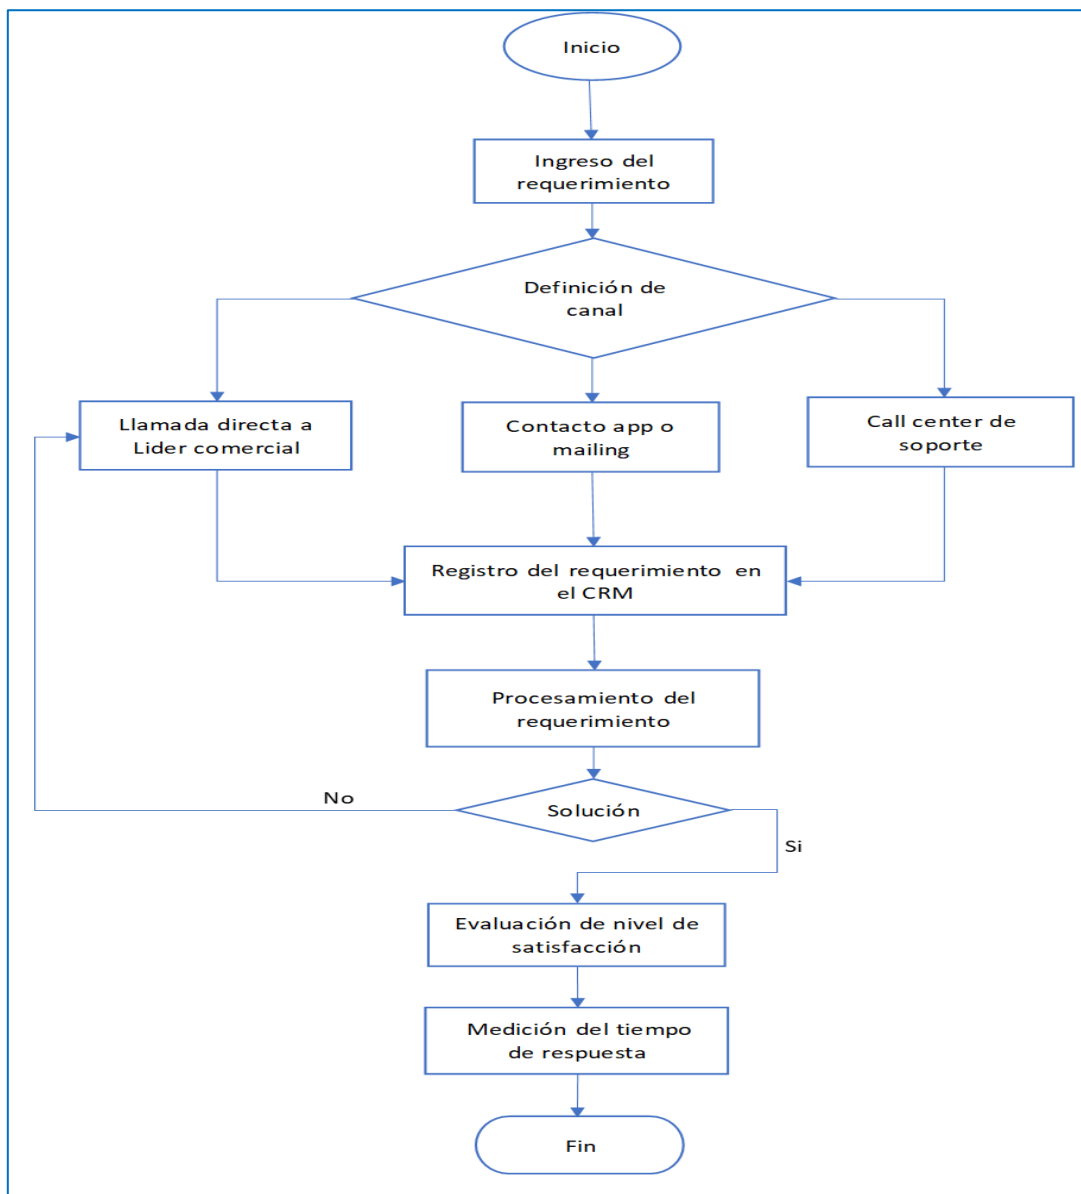 Inicio
Ingreso del
requerimiento
Definición de
canal
Llamada directa a
Lider comercial
Contacto app o
mailing
Call center de
soporte
Registro del requerimiento en
el CRM
Procesamiento del
requerimiento
No
Solución
Si
Evaluación de nivel de
satisfacción
Medición del tiempo
de respuesta
Fin